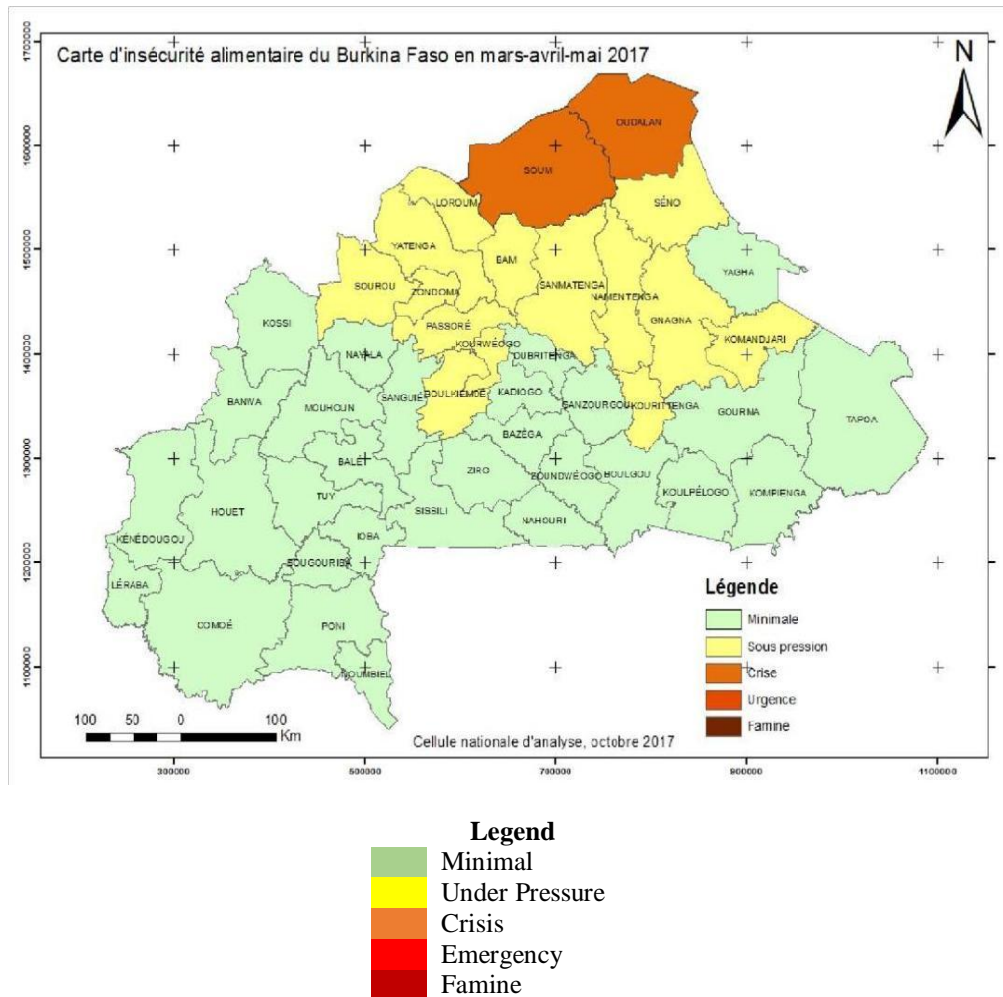 Carte d'insécurité alimentaire du Burkina Faso en mars-avril-mai 2017
N
1700000
1600000
1500000
1400000
1300000
1200000
1100000
OUDALAN
SOUM
SÉNO
LOROUM
YATENGA
BAM
YAGHA
SOUROU
ZONDOMA
SANMATENGA
NAMENTENGA
GNAGNA
KOSSI
PASSORÉ
KOMANDJARI
KOURWÉOGO
NAYALA
OUBRITENGA
BANWA
SANGUIÉ
BOULKIEMDÉ
KADIOGO
MOUHOUN
GANZOURGOU
KOURITTENGA
GOURMA
TAPOA
BAZÈGA
BALÉ
ZIRO
ZOUNDWÉOGO
BOULGOU
TUY
KOULPÉLOGO
KOMPIENGA
HOUET
SISSILI
NAHOURI
KÉNÉDOUGOJ
IOBA
BOUGOURIBA
LÉRABA
COMOÉ
PONI
NOUMBIEL
Légende
Minimale
Sous pression
Crise
Urgence
Famine
100 50 0 100
Km
Cellule nationale d'analyse, octobre 2017
300000 500000 700000 900000 1100000
Legend
Minimal
Under Pressure
Crisis
Emergency
Famine